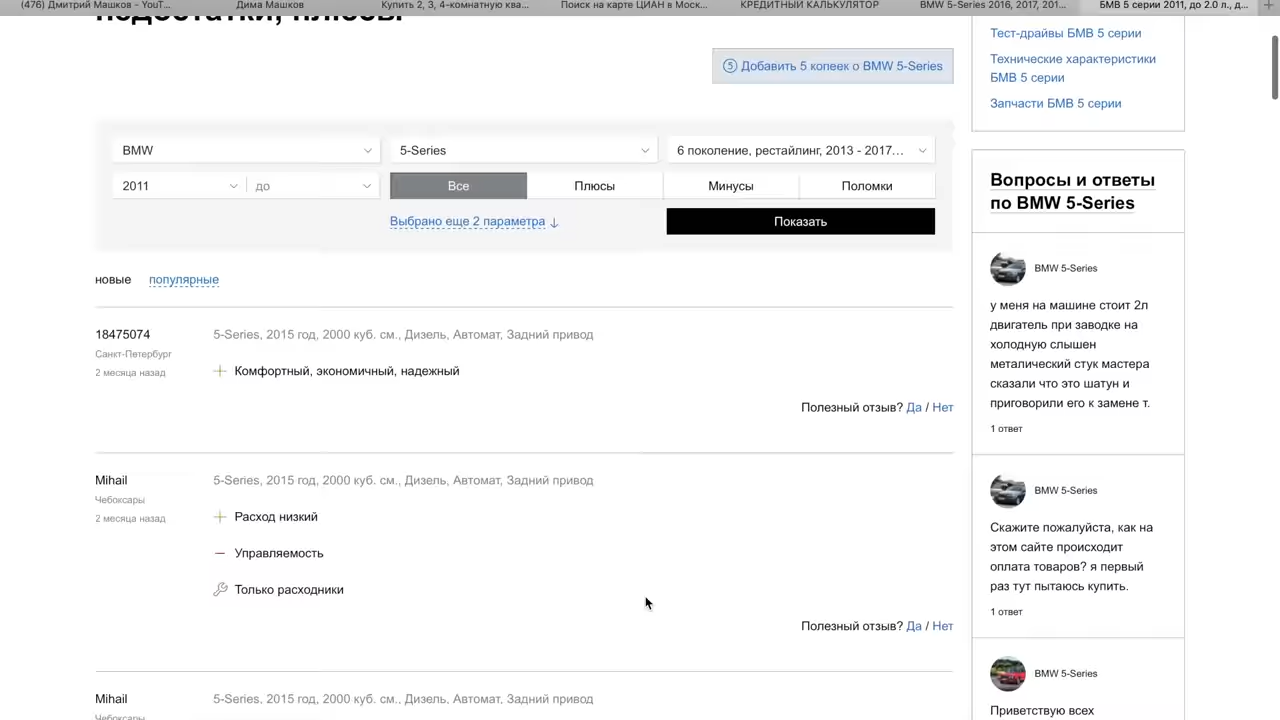 (476) Дмитрий Машков - YouT...
Дима Машков
Купить 2, 3, 4-комнатную ква...
Поиск на карте ЦИАН в Моск...
КРЕДИТНЫЙ КАЛЬКУЛЯТОР
BMW 5-Series 2016, 2017, 201...
БМВ 5 серии 2011, до 2.0 л., д...
недостатки, плюсы
Добавить 5 копеек о BMW 5-Series
BMW
5-Series
6 поколение, рестайлинг, 2013 - 2017...
2011
до
Все
Плюсы
Минусы
Поломки
Выбрано еще 2 параметра ↓
Показать
новые
популярные
18475074
Санкт-Петербург
2 месяца назад
5-Series, 2015 год, 2000 куб. см., Дизель, Автомат, Задний привод
Комфортный, экономичный, надежный
Полезный отзыв? Да / Нет
Mihail
Чебоксары
2 месяца назад
5-Series, 2015 год, 2000 куб. см., Дизель, Автомат, Задний привод
Расход низкий
Управляемость
Только расходники
Полезный отзыв? Да / Нет
Mihail
Чебоксары
5-Series, 2015 год, 2000 куб. см., Дизель, Автомат, Задний привод
Тест-драйвы БМВ 5 серии
Технические характеристики
БМВ 5 серии
Запчасти БМВ 5 серии
Вопросы и ответы
по BMW 5-Series
BMW 5-Series
у меня на машине стоит 2л
двигатель при заводке на
холодную слышен
металический стук мастера
сказали что это шатун и
приговорили его к замене т.
1 ответ
BMW 5-Series
Скажите пожалуйста, как на
этом сайте происходит
оплата товаров? я первый
раз тут пытаюсь купить.
1 ответ
BMW 5-Series
Приветствую всех